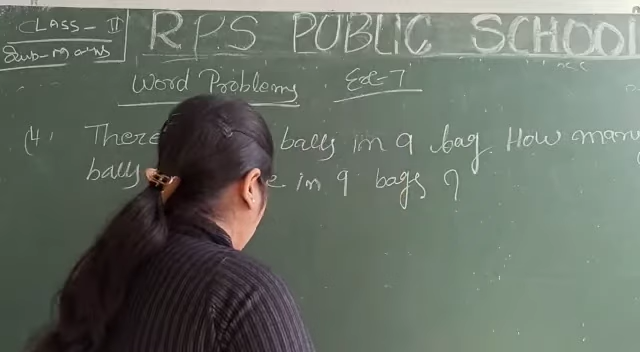 CLASS-II
Sub-Maths
RPS PUBLIC SCHOOL
Word Problems Ex-7
(4. There balls in a bag. How many
balls in 9 bags ?